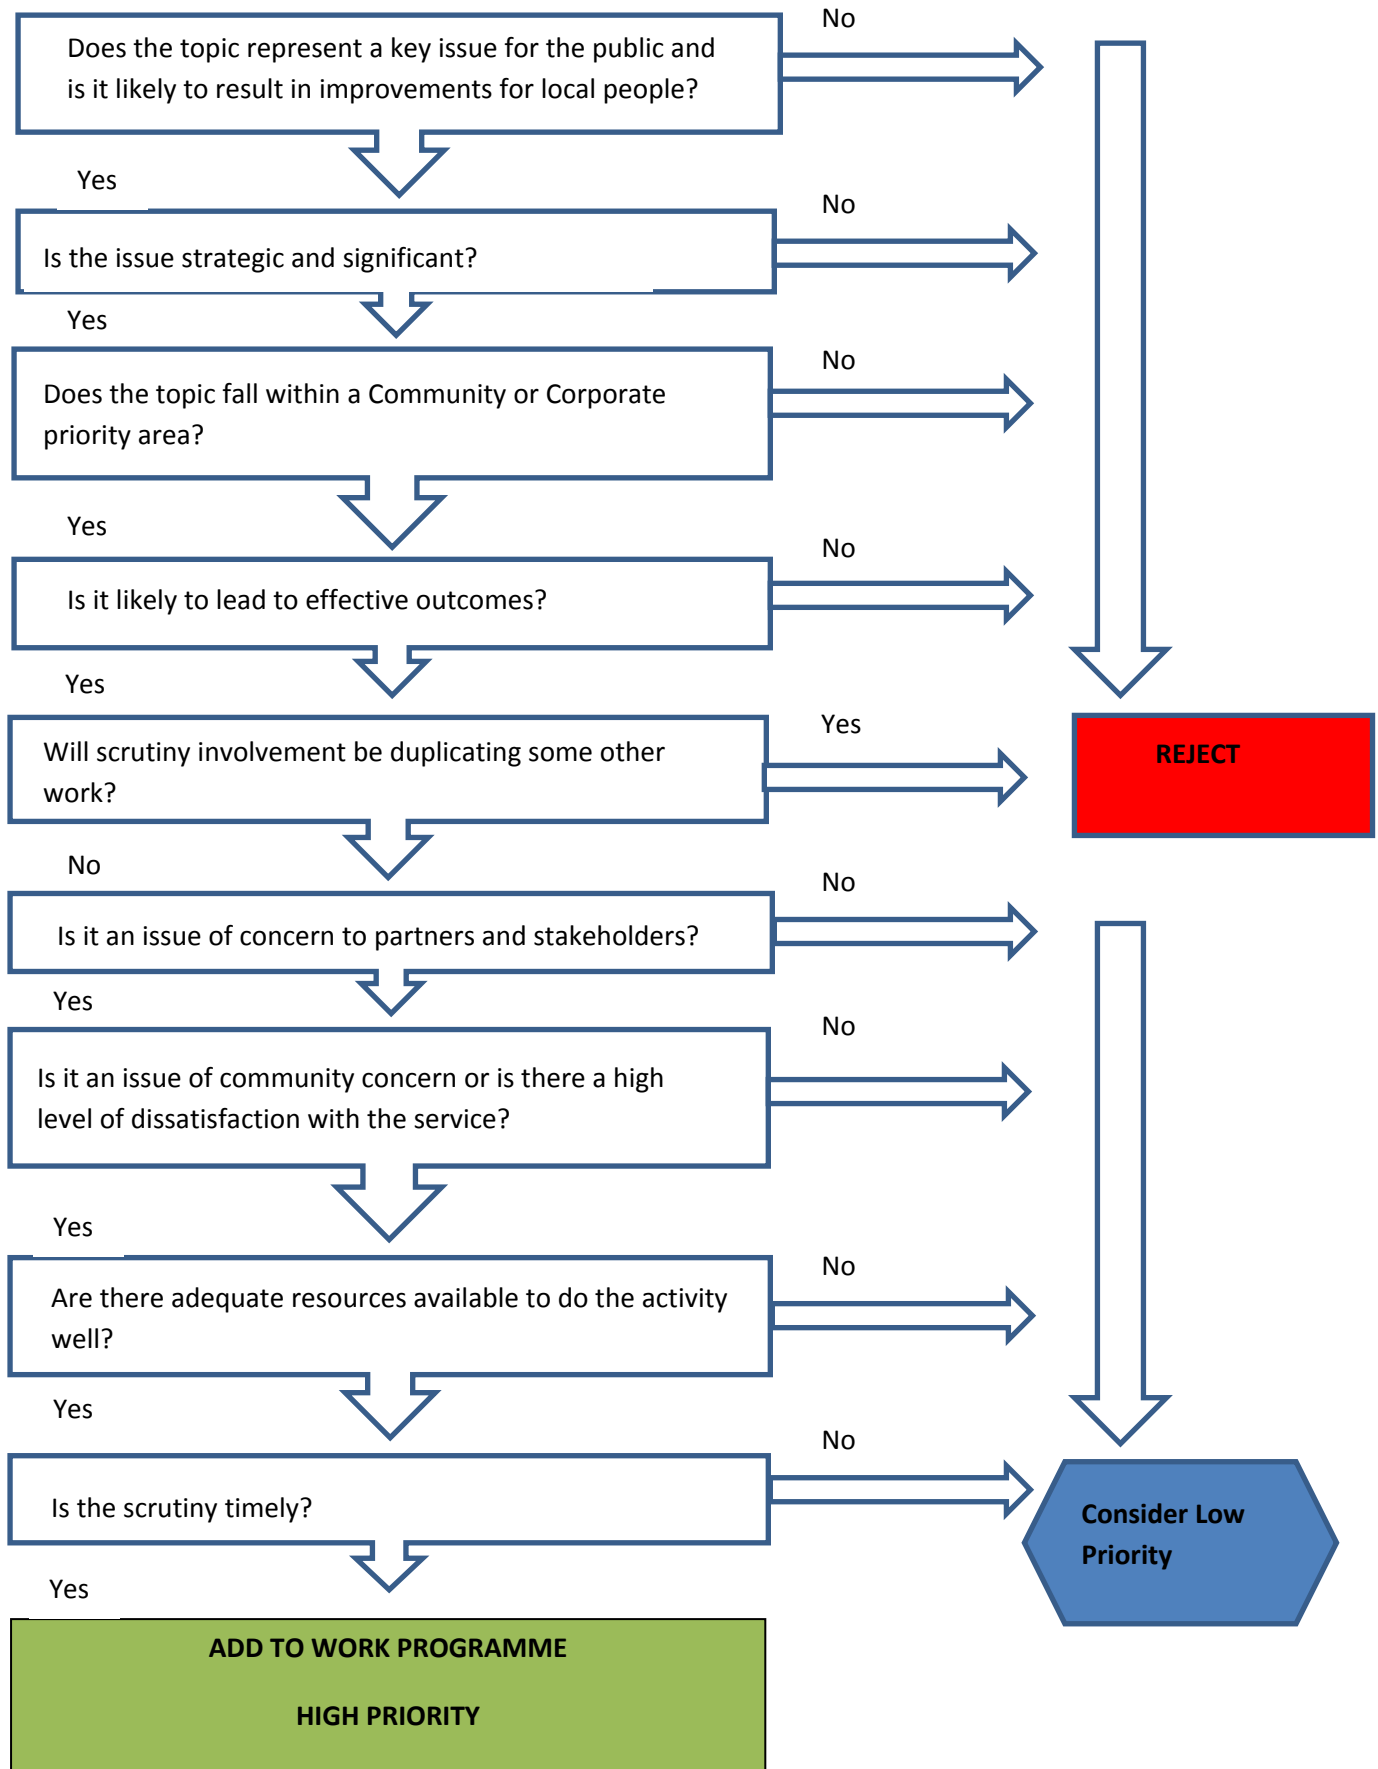 No
Does the topic represent a key issue for the public and
is it likely to result in improvements for local people?
Yes
No
Is the issue strategic and significant?
Yes
No
Does the topic fall within a Community or Corporate
priority area?
Yes
No
Is it likely to lead to effective outcomes?
Yes
Yes
Will scrutiny involvement be duplicating some other
work?
REJECT
No
No
Is it an issue of concern to partners and stakeholders?
Yes
No
Is it an issue of community concern or is there a high
level of dissatisfaction with the service?
Yes
No
Are there adequate resources available to do the activity
well?
Yes
No
Is the scrutiny timely?
Consider Low
Priority
Yes
ADD TO WORK PROGRAMME
HIGH PRIORITY